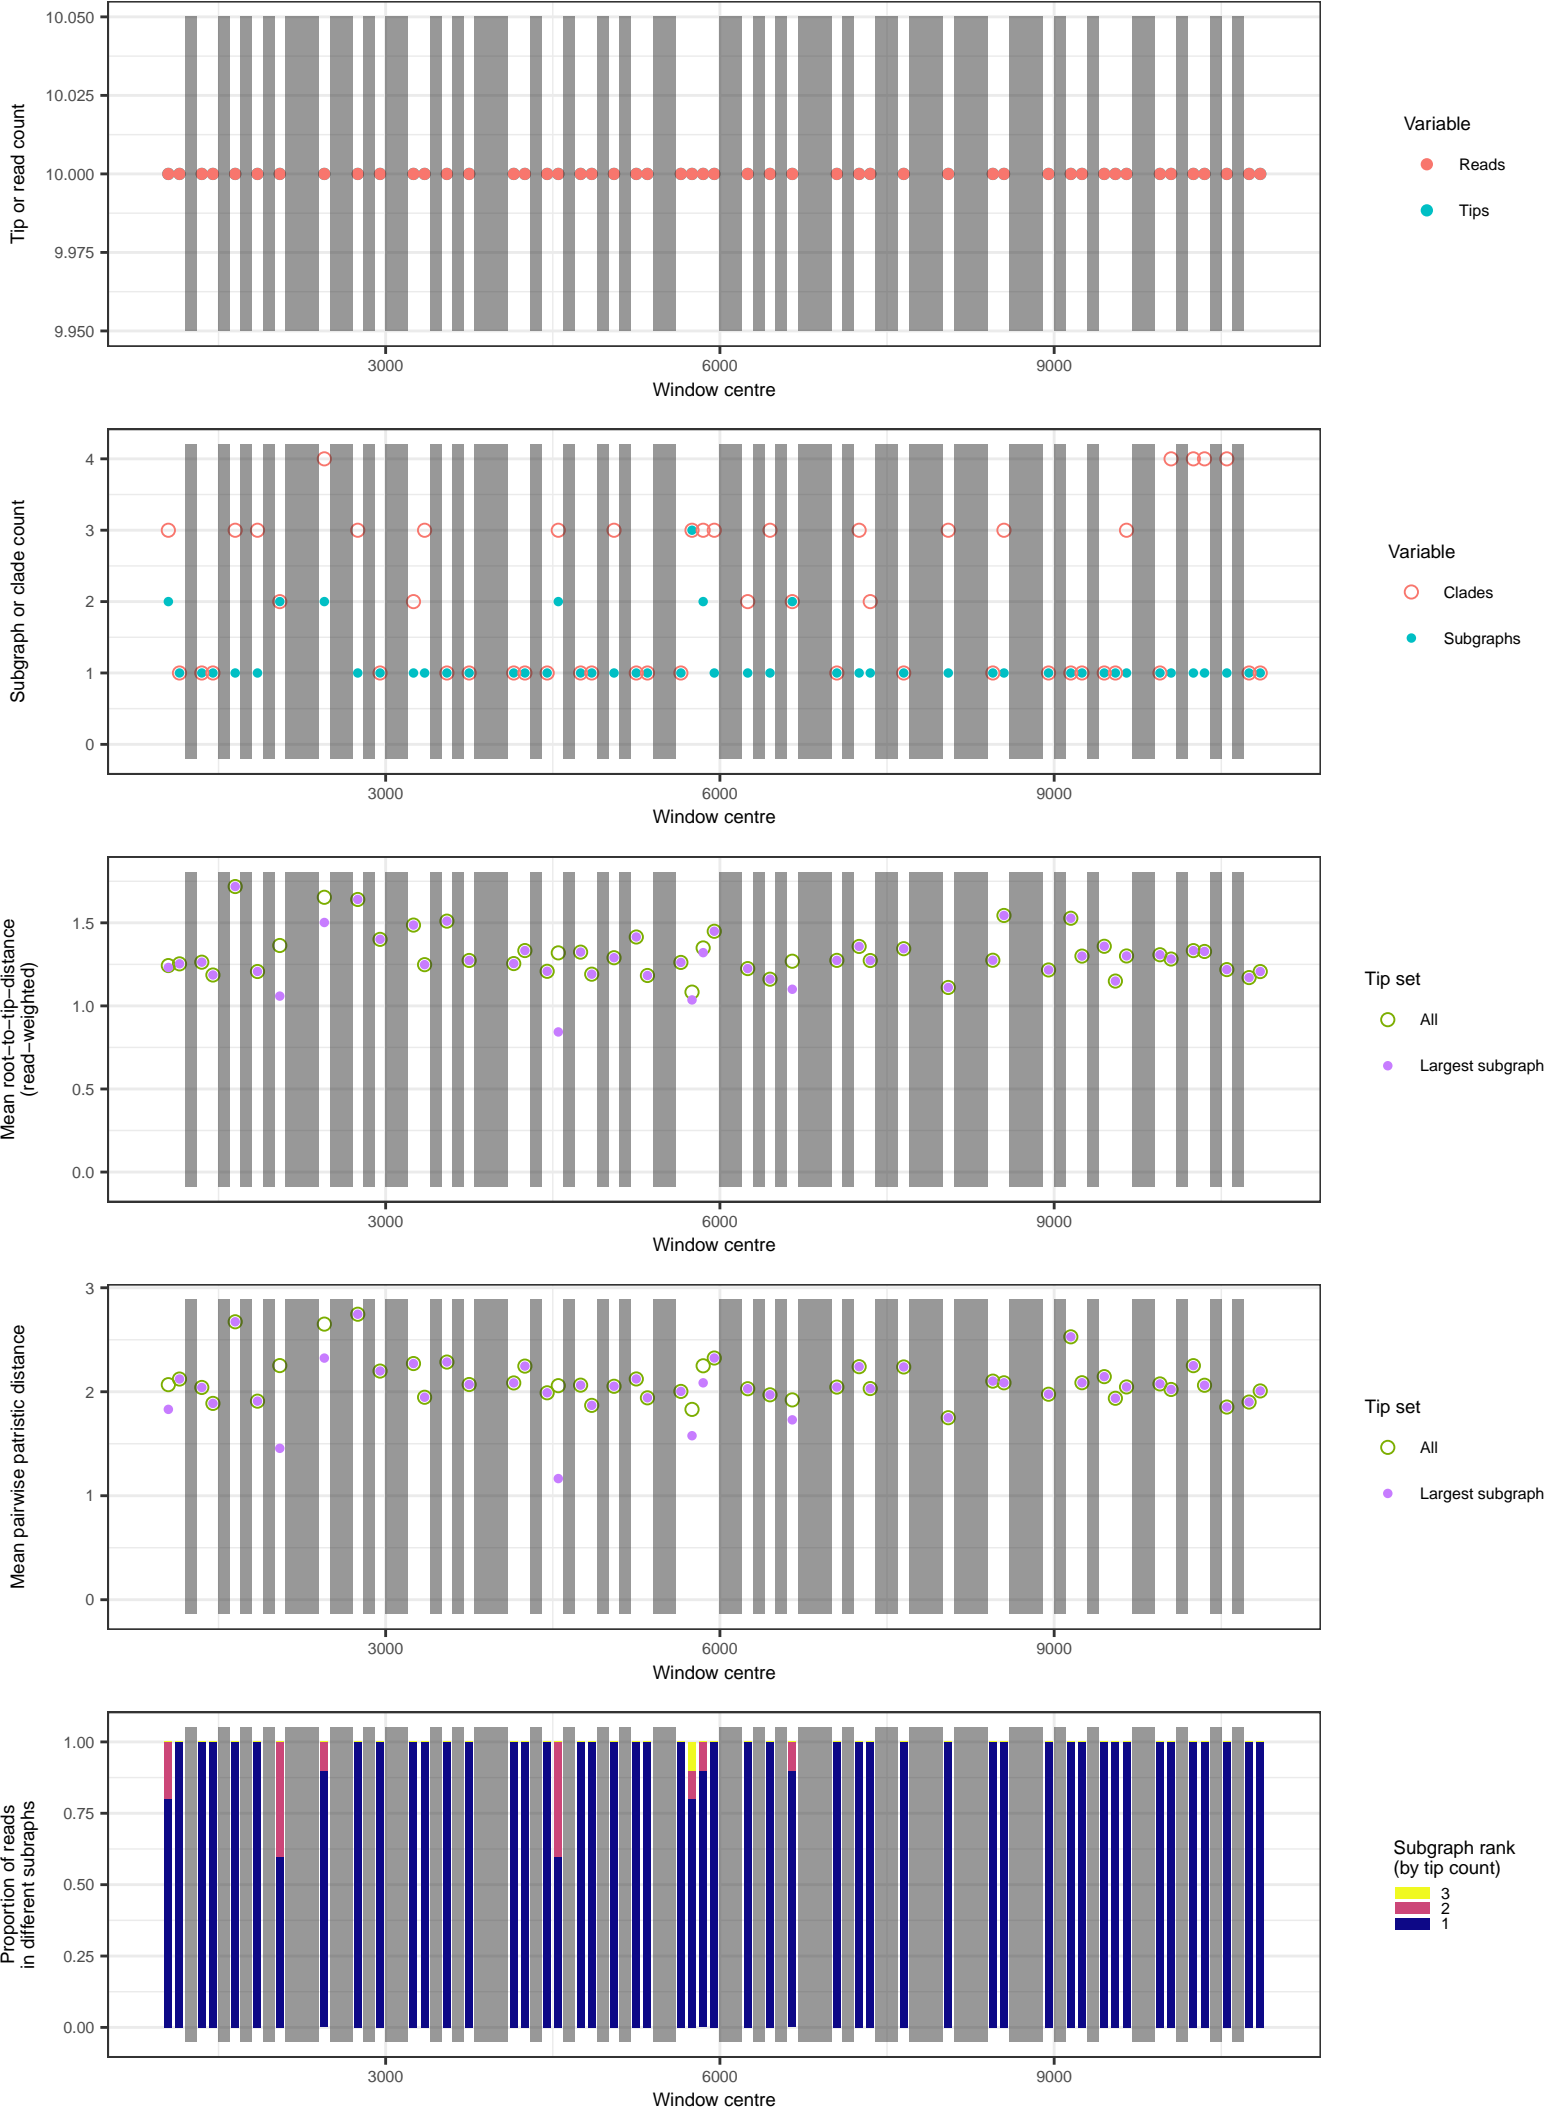 10.050
10.025
10.000
9.975
9.950
Tip or read count
3000
6000
9000
Window centre
Variable
Reads
Tips
4
3
2
1
0
Subgraph or clade count
3000
6000
9000
Window centre
Variable
Clades
Subgraphs
1.5
1.0
0.5
0.0
Mean root−to−tip−distance
(read−weighted)
3000
6000
9000
Window centre
Tip set
All
Largest subgraph
3
2
1
0
Mean pairwise patristic distance
3000
6000
9000
Window centre
Tip set
All
Largest subgraph
1.00
0.75
0.50
0.25
0.00
Proportion of reads
in different subraphs
3000
6000
9000
Window centre
Subgraph rank
(by tip count)
3
2
1